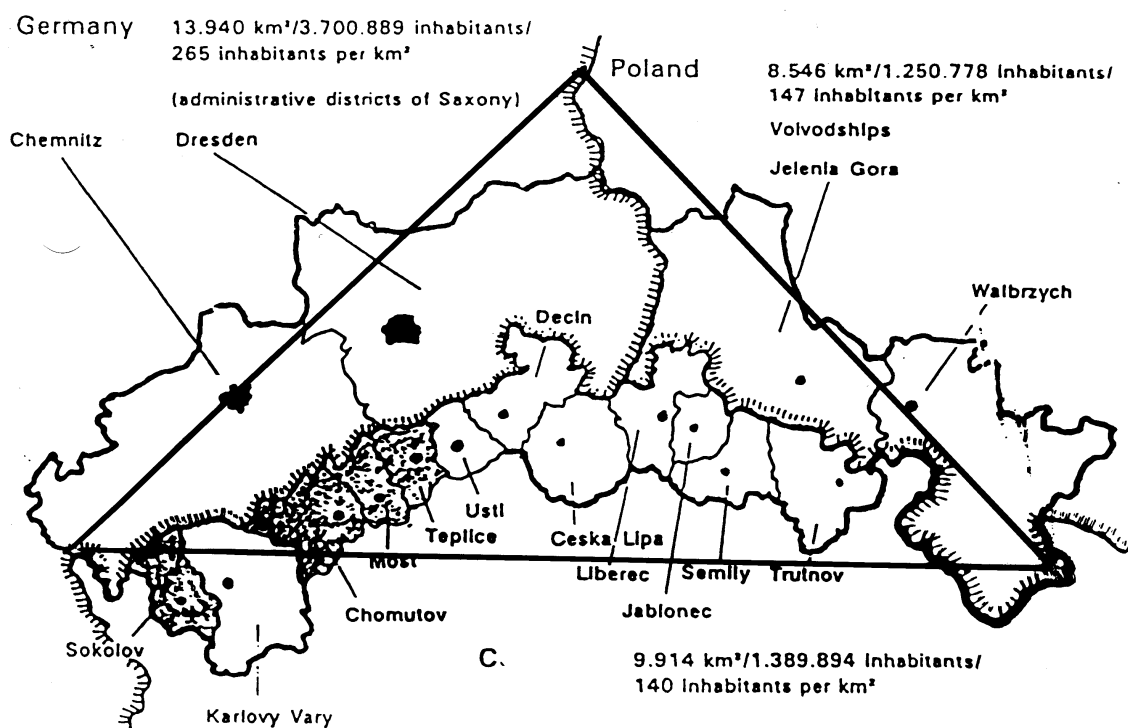 Germany
13.940 km²/3.700.889 inhabitants/
265 inhabitants per km²
(administrative districts of Saxony)
Chemnitz
Dresden
Poland
8.546 km²/1.250.778 Inhabitants/
147 inhabitants per km²
Voivodships
Jelenia Gora
Walbrzych
Decin
Usti
Teplice
Most
Ceska Lipa
Liberec
Semily
Trutnov
Chomutov
Jablonec
Sokolov
Karlovy Vary
C.
9.914 km²/1.389.894 Inhabitants/
140 Inhabitants per km²